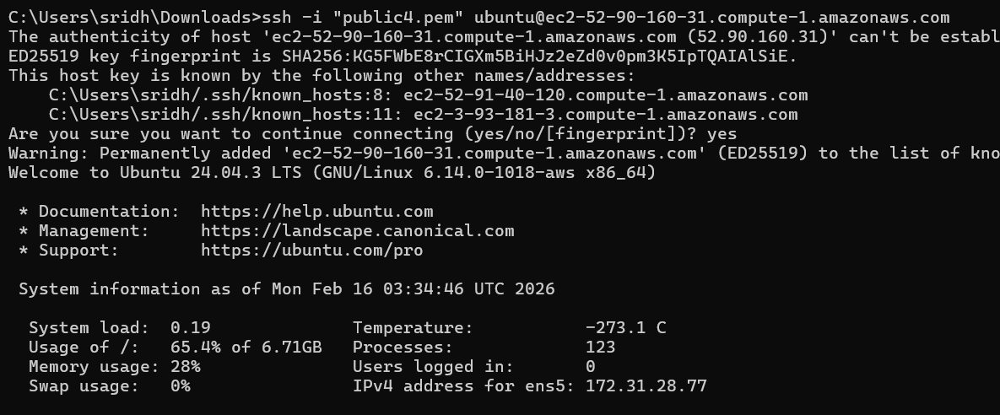 C:\Users\sridh\Downloads>ssh -i "public4.pem" ubuntu@ec2-52-90-160-31.compute-1.amazonaws.com
The authenticity of host 'ec2-52-90-160-31.compute-1.amazonaws.com (52.90.160.31)' can't be establ
ED25519 key fingerprint is SHA256:KG5FWbE8rCIGXm5BiHJz2eZd0v0pm3K5IpTQAIAlSiE.
This host key is known by the following other names/addresses:
    C:\Users\sridh/.ssh/known_hosts:8: ec2-52-91-40-120.compute-1.amazonaws.com
    C:\Users\sridh/.ssh/known_hosts:11: ec2-3-93-181-3.compute-1.amazonaws.com
Are you sure you want to continue connecting (yes/no/[fingerprint])? yes
Warning: Permanently added 'ec2-52-90-160-31.compute-1.amazonaws.com' (ED25519) to the list of kno
Welcome to Ubuntu 24.04.3 LTS (GNU/Linux 6.14.0-1018-aws x86_64)
 * Documentation:  https://help.ubuntu.com
 * Management:     https://landscape.canonical.com
 * Support:        https://ubuntu.com/pro
 System information as of Mon Feb 16 03:34:46 UTC 2026
  System load:  0.19              Temperature:           -273.1 C
  Usage of /:   65.4% of 6.71GB   Processes:             123
  Memory usage: 28%               Users logged in:       0
  Swap usage:   0%                IPv4 address for ens5: 172.31.28.77